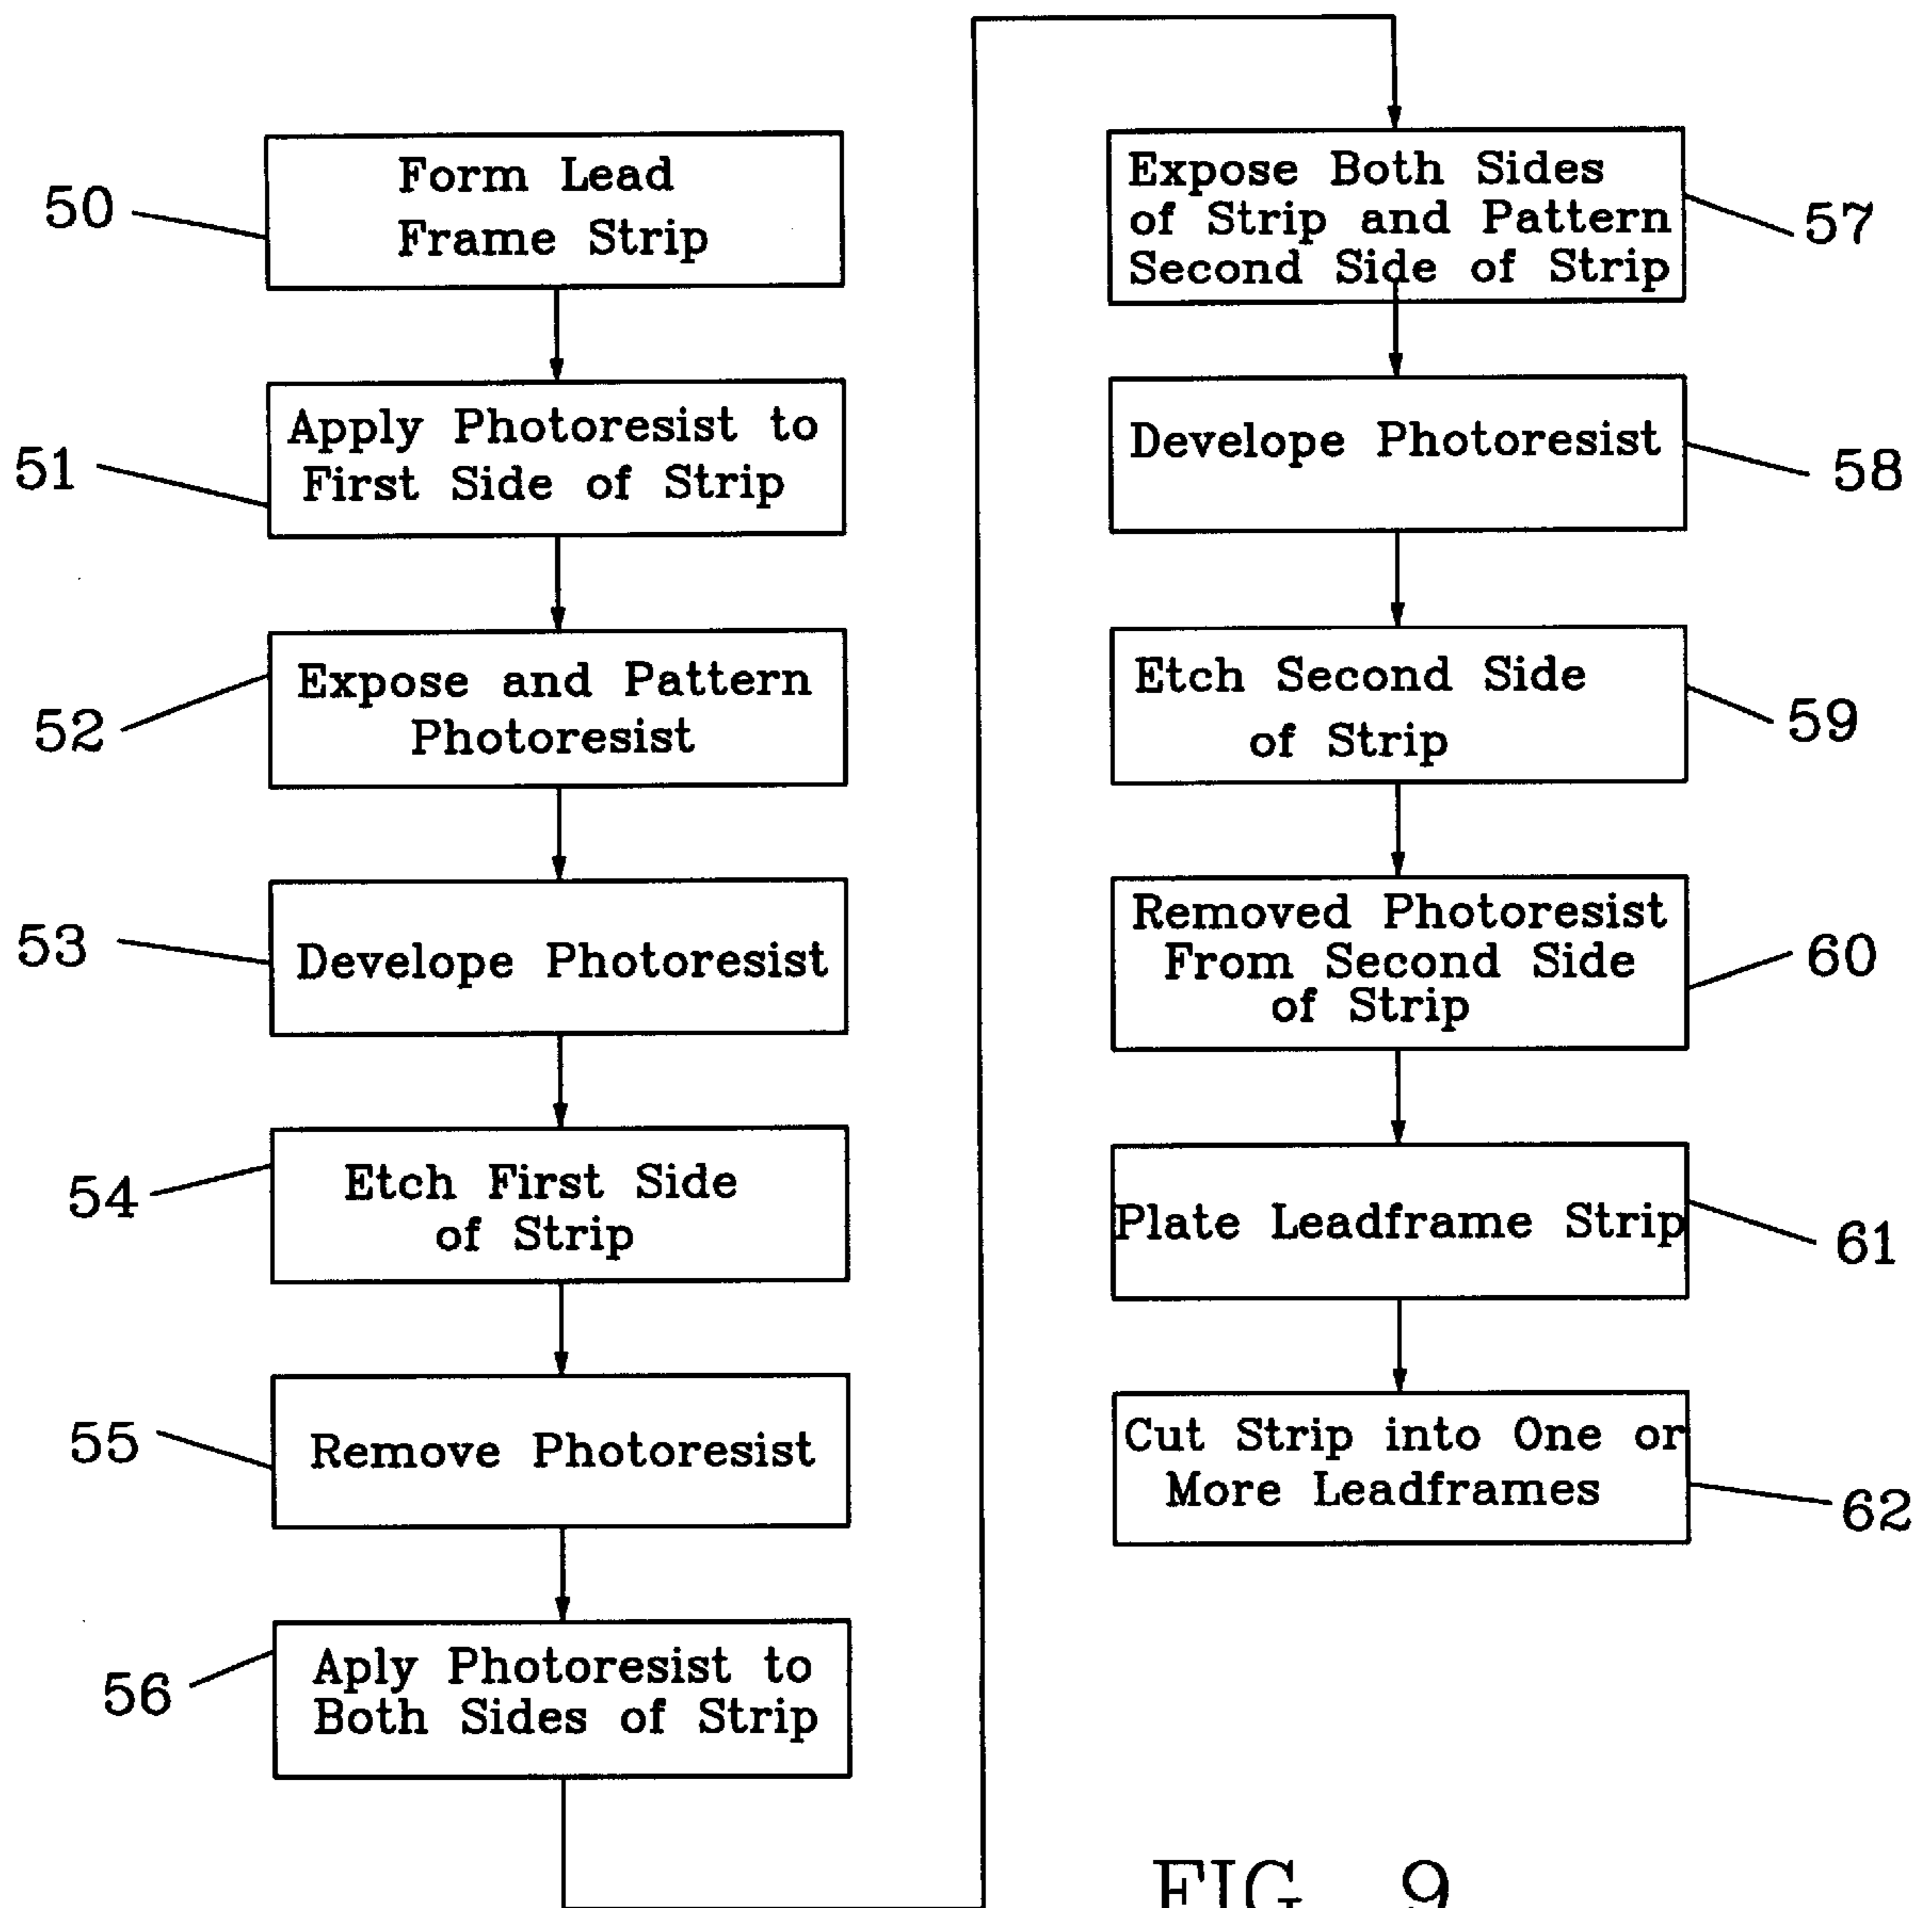 50
Form Lead
Frame Strip
51
Apply Photoresist to
First Side of Strip
52
Expose and Pattern
Photoresist
53
Develope Photoresist
54
Etch First Side
of Strip
55
Remove Photoresist
56
Aply Photoresist to
Both Sides of Strip
Expose Both Sides
of Strip and Pattern
Second Side of Strip
57
Develope Photoresist
58
Etch Second Side
of Strip
59
Removed Photoresist
From Second Side
of Strip
60
Plate Leadframe Strip
61
Cut Strip into One or
More Leadframes
62
FIG. 9